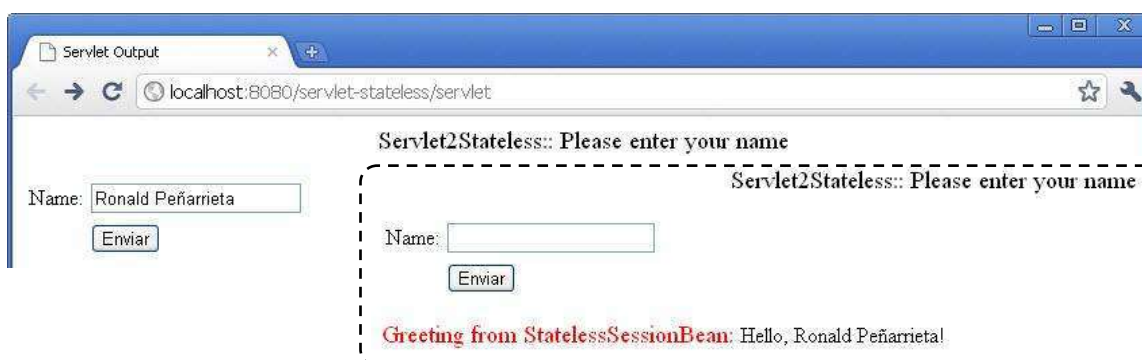 Servlet Output
localhost:8080/servlet-stateless/servlet
Servlet2Stateless:: Please enter your name
Name: Ronald Peñarrieta
Enviar
Servlet2Stateless:: Please enter your name
Name:
Enviar
Greeting from StatelessSessionBean: Hello, Ronald Peñarrieta!